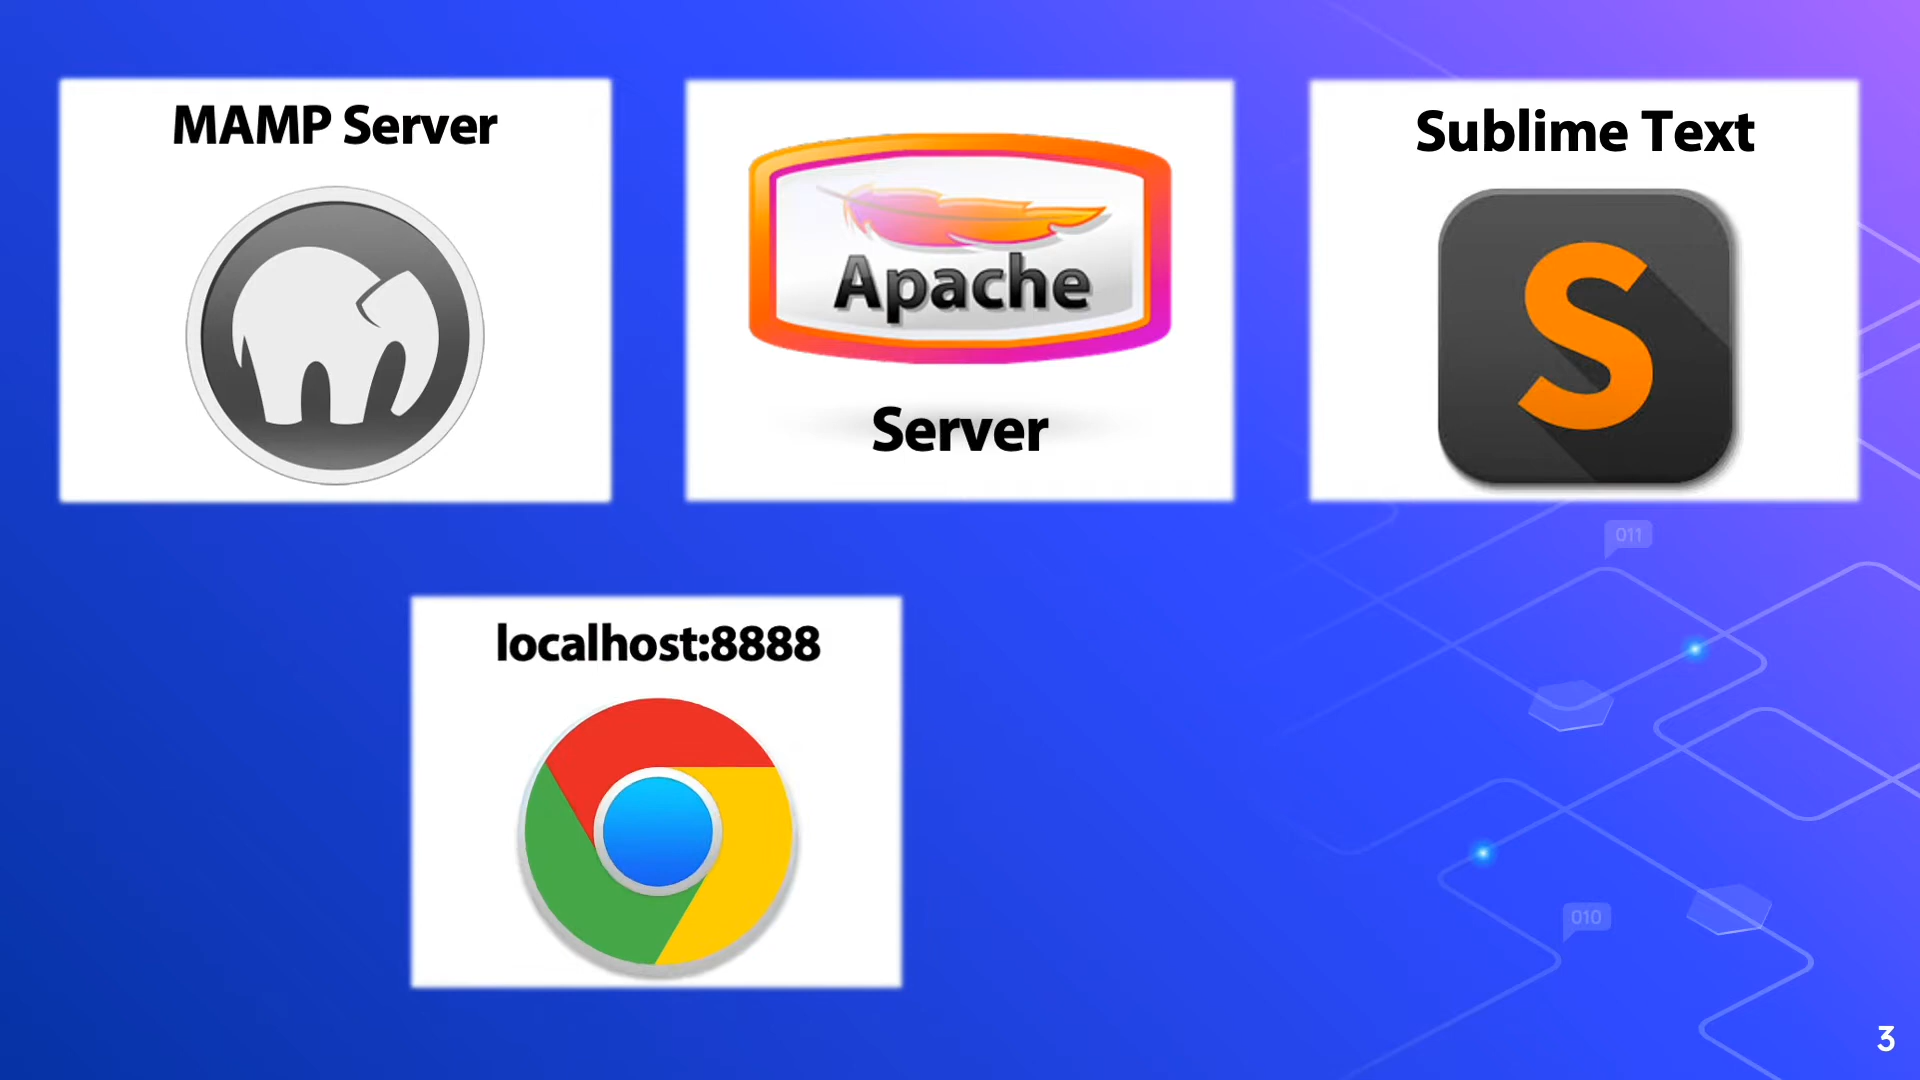 MAMP Server
Apache
Server
Sublime Text
S
011
localhost:8888
010
3